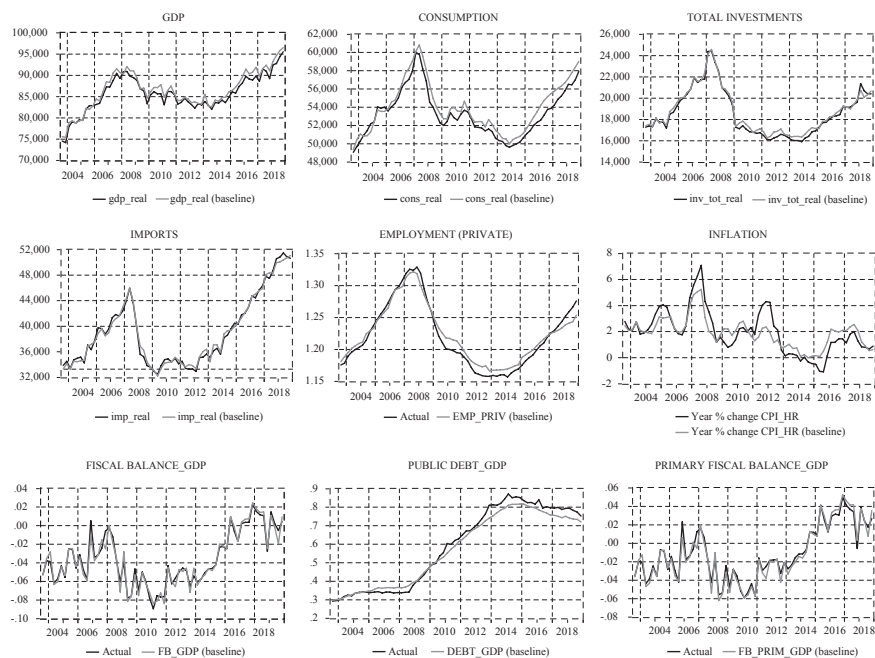 GDP
100,000
95,000
90,000
85,000
80,000
75,000
70,000
2004 2006 2008 2010 2012 2014 2016 2018
gdp_real gdp_real (baseline)
CONSUMPTION
62,000
60,000
58,000
56,000
54,000
52,000
50,000
48,000
2004 2006 2008 2010 2012 2014 2016 2018
cons_real cons_real (baseline)
TOTAL INVESTMENTS
26,000
24,000
22,000
20,000
18,000
16,000
14,000
2004 2006 2008 2010 2012 2014 2016 2018
inv_tot_real inv_tot_real (baseline)
IMPORTS
52,000
48,000
44,000
40,000
36,000
32,000
2004 2006 2008 2010 2012 2014 2016 2018
imp_real imp_real (baseline)
EMPLOYMENT (PRIVATE)
1.35
1.33
1.25
1.20
1.15
2004 2006 2008 2010 2012 2014 2016 2018
Actual EMP_PRIV (baseline)
INFLATION
8
6
4
2
0
-2
2004 2006 2008 2010 2012 2014 2016 2018
Year % change CPI_HR
Year % change CPI_HR (baseline)
FISCAL BALANCE_GDP
.04
.02
.00
-.02
-.04
-.06
-.08
-.10
2004 2006 2008 2010 2012 2014 2016 2018
Actual FB_GDP (baseline)
PUBLIC DEBT_GDP
.9
.8
.7
.6
.5
.4
.3
.2
2004 2006 2008 2010 2012 2014 2016 2018
Actual DEBT_GDP (baseline)
PRIMARY FISCAL BALANCE_GDP
.06
.04
.02
.00
-.02
-.04
-.06
-.08
2004 2006 2008 2010 2012 2014 2016 2018
Actual FB_PRIM_GDP (baseline)